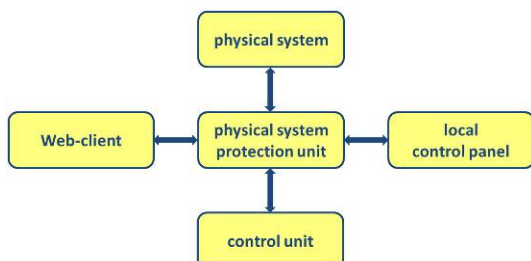 physical system
Web-client
physical system
protection unit
local
control panel
control unit